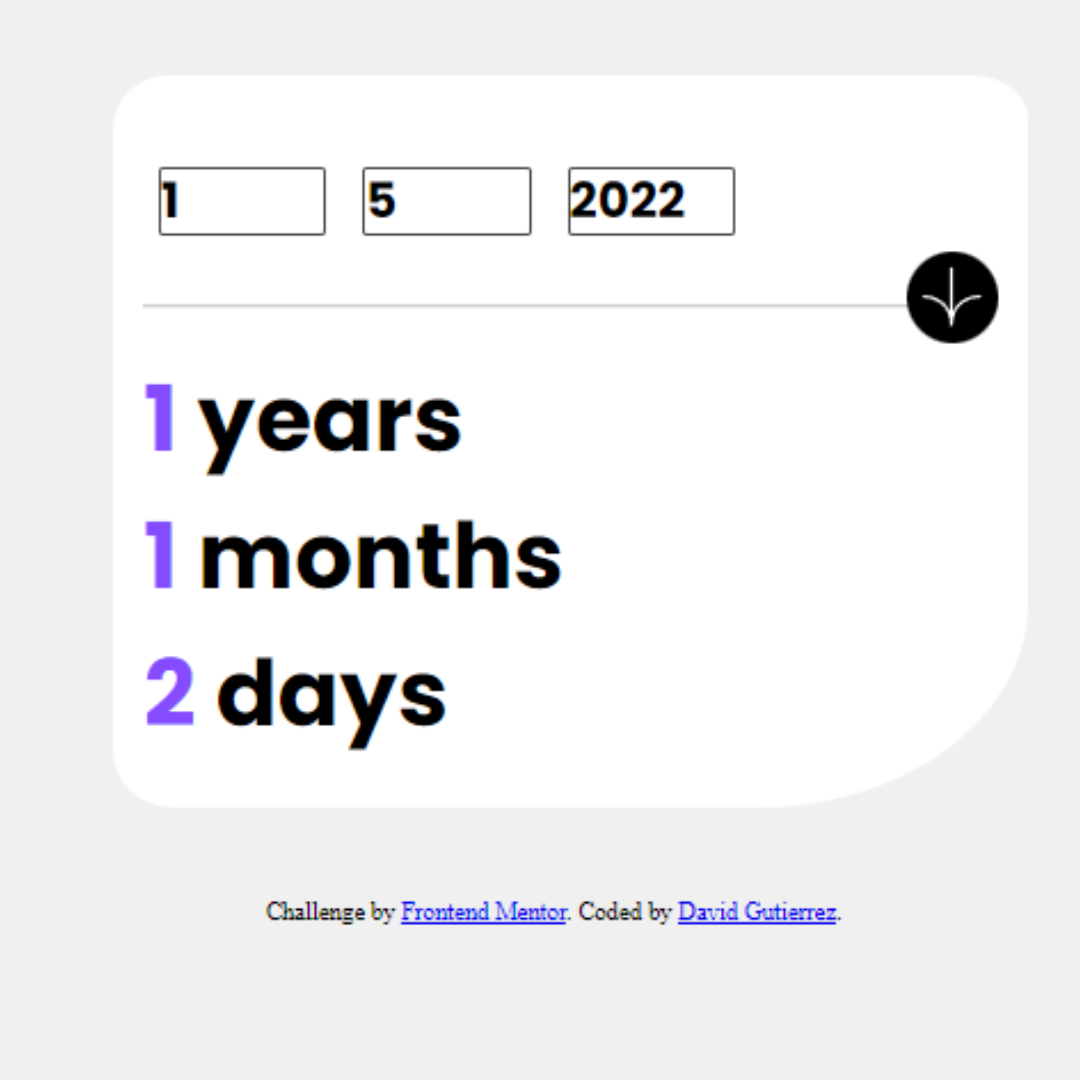 1 5 2022
1 years
1 months
2 days
Challenge by Frontend Mentor. Coded by David Gutierrez.